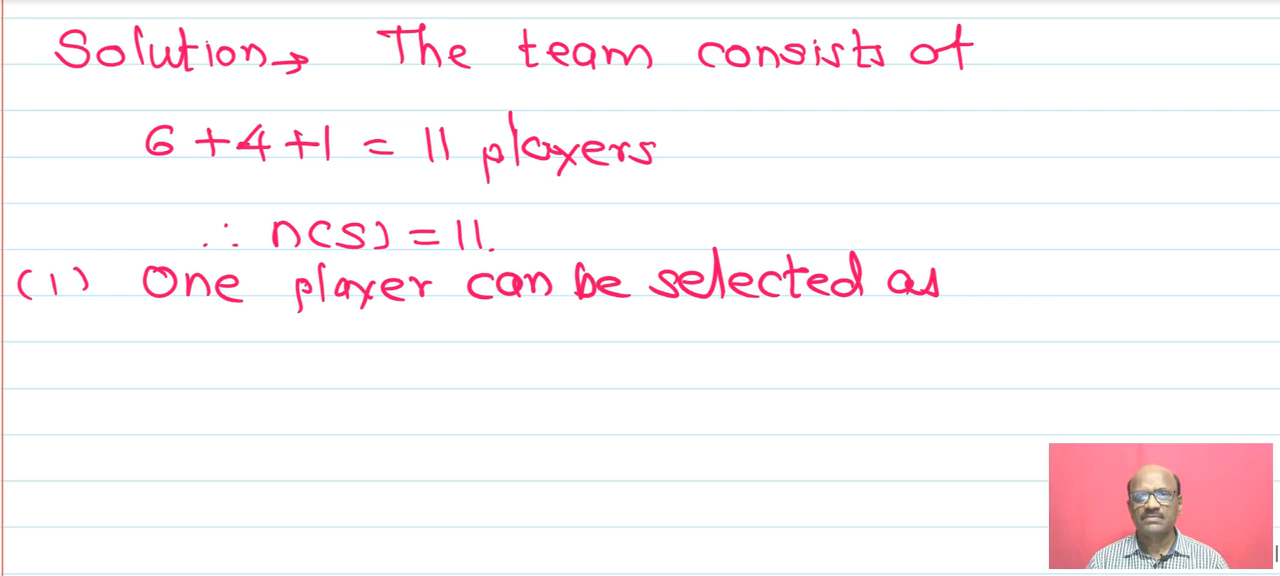 Solution→ The team consists of
6 + 4 + 1 = 11 players
∴ n(S) = 11.
(1) One player can be selected as